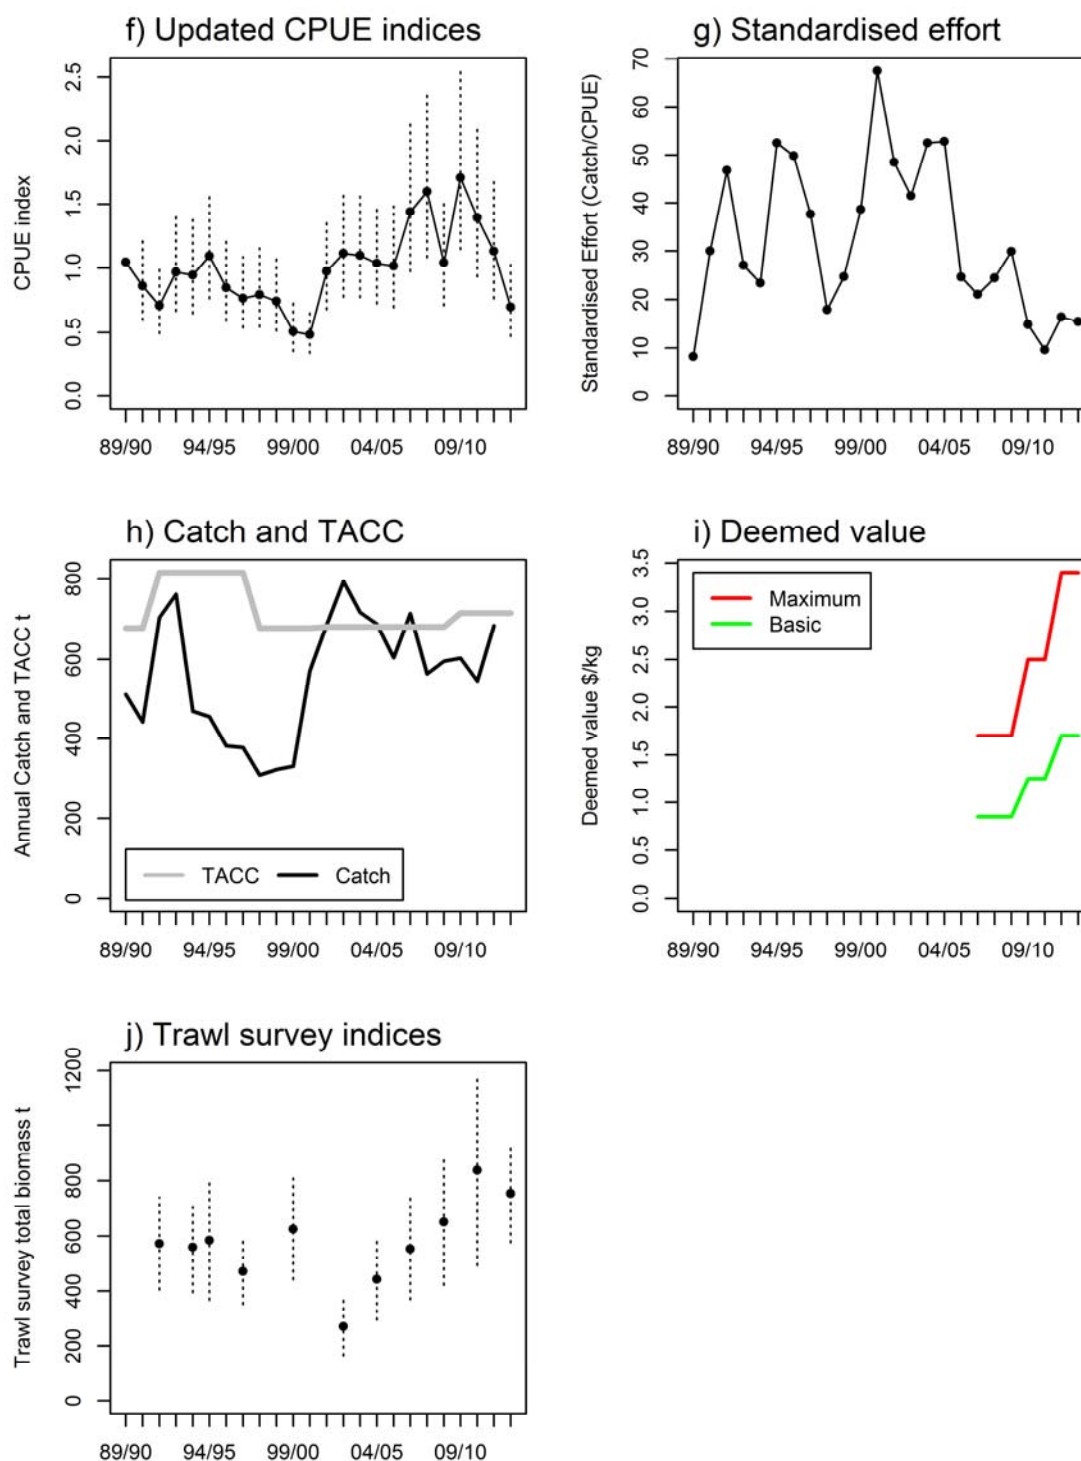 f) Updated CPUE indices
CPUE index
2.5
2.0
1.5
1.0
0.5
0.0
89/90 94/95 99/00 04/05 09/10
g) Standardised effort
Standardised Effort (Catch/CPUE)
70
60
50
40
30
20
10
0
89/90 94/95 99/00 04/05 09/10
h) Catch and TACC
Annual Catch and TACC t
800
600
400
200
0
TACC Catch
89/90 94/95 99/00 04/05 09/10
i) Deemed value
Deemed value $/kg
3.5
3.0
2.5
2.0
1.5
1.0
0.5
0.0
Maximum
Basic
89/90 94/95 99/00 04/05 09/10
j) Trawl survey indices
Trawl survey total biomass t
1200
800
600
400
200
0
89/90 94/95 99/00 04/05 09/10